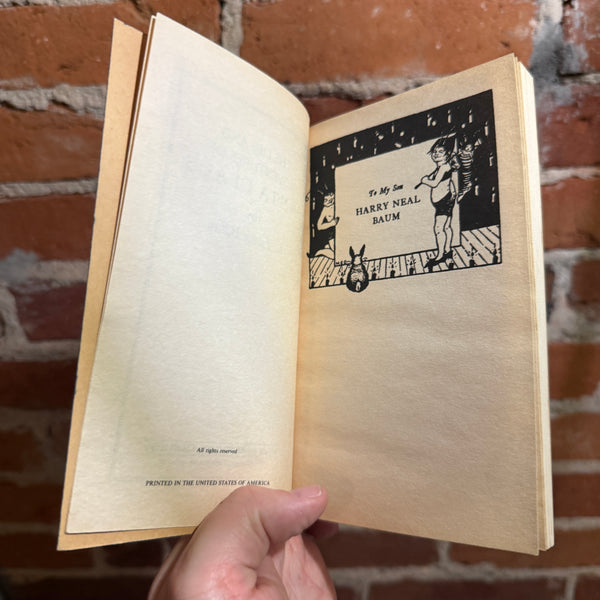 All rights reserved
PRINTED IN THE UNITED STATES OF AMERICA
To My Son
HARRY NEAL
BAUM